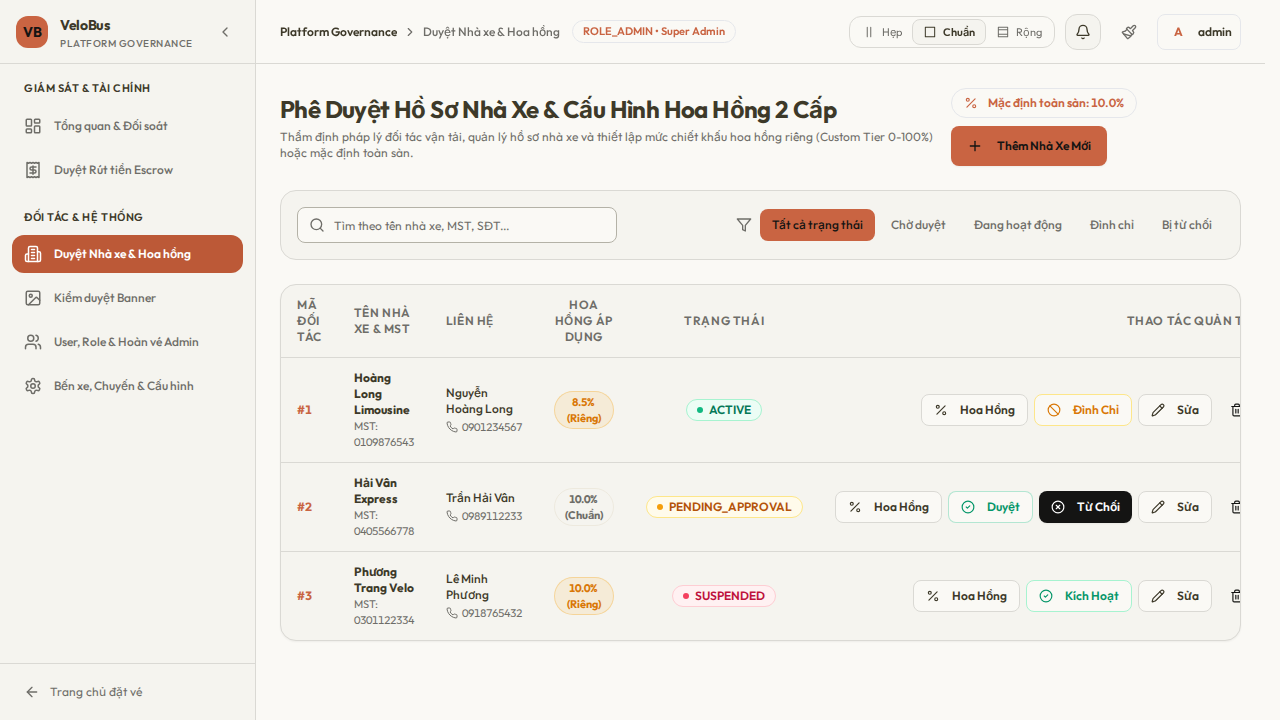 VB
VeloBus
PLATFORM GOVERNANCE
Platform Governance > Duyệt Nhà xe & Hoa hồng
ROLE_ADMIN • Super Admin
Hẹp
Chuẩn
Rộng
A
admin
GIÁM SÁT & TÀI CHÍNH
Tổng quan & Đối soát
Duyệt Rút tiền Escrow
ĐỐI TÁC & HỆ THỐNG
Duyệt Nhà xe & Hoa hồng
Kiểm duyệt Banner
User, Role & Hoàn vé Admin
Bến xe, Chuyến & Cấu hình
Trang chủ đặt vé
Phê Duyệt Hồ Sơ Nhà Xe & Cấu Hình Hoa Hồng 2 Cấp
Thẩm định pháp lý đối tác vận tải, quản lý hồ sơ nhà xe và thiết lập mức chiết khấu hoa hồng riêng (Custom Tier 0-100%)
hoặc mặc định toàn sàn.
Mặc định toàn sàn: 10.0%
Thêm Nhà Xe Mới
Tìm theo tên nhà xe, MST, SĐT...
Tất cả trạng thái
Chờ duyệt
Đang hoạt động
Đình chỉ
Bị từ chối
MÃ
ĐỐI
TÁC
TÊN NHÀ
XE & MST
LIÊN HỆ
HOA
HỒNG ÁP
DỤNG
TRẠNG THÁI
THAO TÁC QUẢN T
#1
Hoàng
Long
Limousine
MST:
0109876543
Nguyễn
Hoàng Long
0901234567
8.5%
(Riêng)
ACTIVE
Hoa Hồng
Đình Chỉ
Sửa
#2
Hải Vân
Express
MST:
0405566778
Trần Hải Vân
0989112233
10.0%
(Chuẩn)
PENDING_APPROVAL
Hoa Hồng
Duyệt
Từ Chối
Sửa
#3
Phương
Trang Velo
MST:
0301122334
Lê Minh
Phương
0918765432
10.0%
(Riêng)
SUSPENDED
Hoa Hồng
Kích Hoạt
Sửa